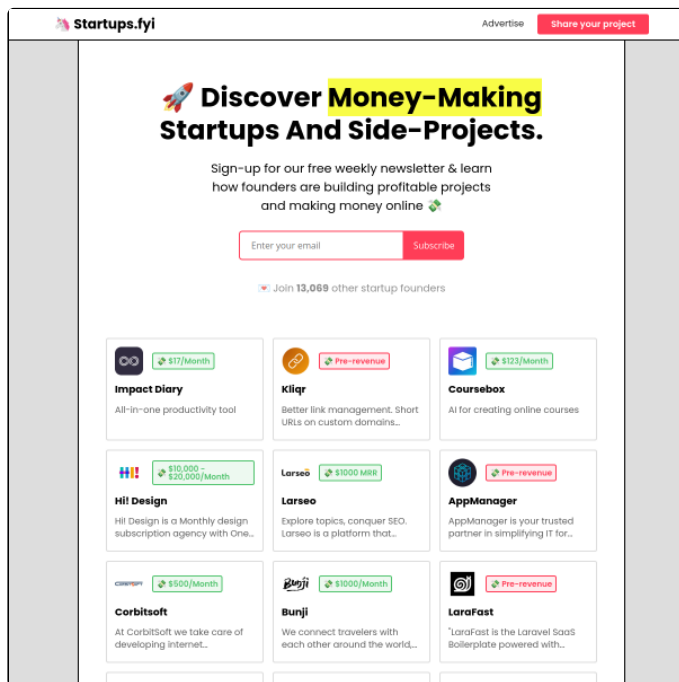 Startups.fyi
Advertise
Share your project
Discover Money-Making
Startups And Side-Projects.
Sign-up for our free weekly newsletter & learn
how founders are building profitable projects
and making money online
Enter your email
Subscribe
Join 13,069 other startup founders
$17/Month
Impact Diary
All-in-one productivity tool
Pre-revenue
Kliqr
Better link management. Short
URLs on custom domains...
$123/Month
Coursebox
AI for creating online courses
HI!
$10,000 -
$20,000/Month
Hi! Design
Hi! Design is a Monthly design
subscription agency with One...
Larseo
$1000 MRR
Larseo
Explore topics, conquer SEO.
Larseo is a platform that...
Pre-revenue
AppManager
AppManager is your trusted
partner in simplifying IT for...
$500/Month
Corbitsoft
At CorbitSoft we take care of
developing internet...
Bunji
$1000/Month
Bunji
We connect travelers with
each other around the world,...
Pre-revenue
LaraFast
"LaraFast is the Laravel SaaS
Boilerplate powered with...